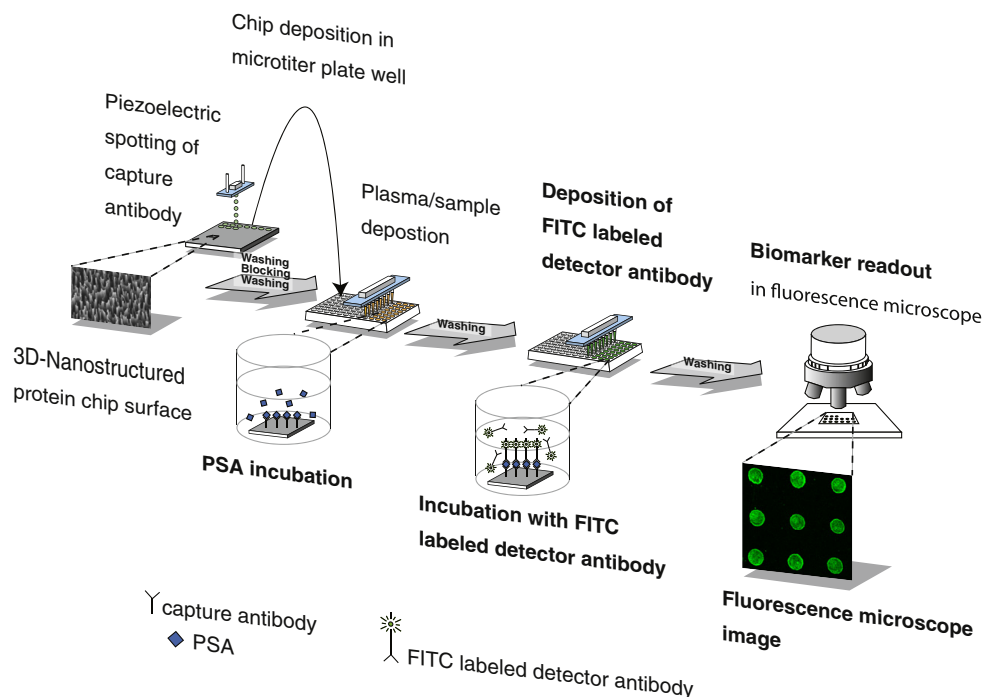 Chip deposition in
microtiter plate well
Piezoelectric
spotting of
capture
antibody
Plasma/sample
depostion
Deposition of
FITC labeled
detector antibody
Biomarker readout
in fluorescence microscope
Washing
Blocking
Washing
Washing
Washing
3D-Nanostructured
protein chip surface
PSA incubation
Incubation with FITC
labeled detector antibody
Fluorescence microscope
image
capture antibody
PSA
FITC labeled detector antibody